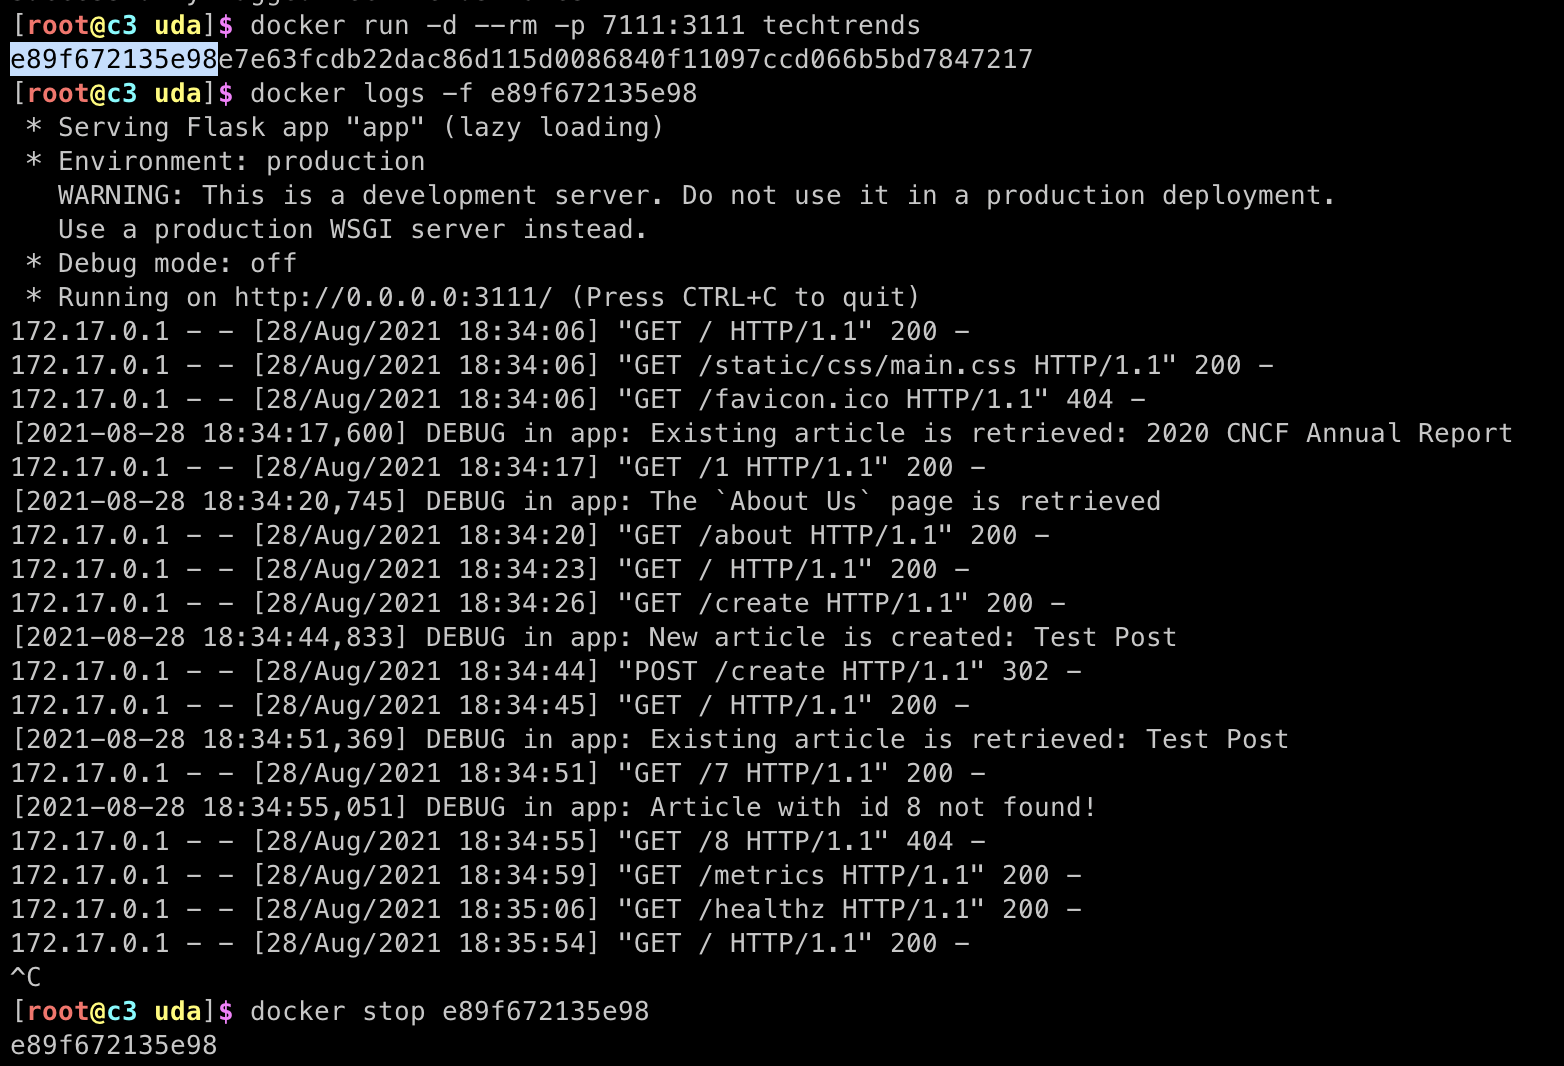 [root@c3 uda]$ docker run -d --rm -p 7111:3111 techtrends
e89f672135e98e7e63fcdb22dac86d115d0086840f11097ccd066b5bd7847217
[root@c3 uda]$ docker logs -f e89f672135e98
 * Serving Flask app "app" (lazy loading)
 * Environment: production
   WARNING: This is a development server. Do not use it in a production deployment.
   Use a production WSGI server instead.
 * Debug mode: off
 * Running on http://0.0.0.0:3111/ (Press CTRL+C to quit)
172.17.0.1 - - [28/Aug/2021 18:34:06] "GET / HTTP/1.1" 200 -
172.17.0.1 - - [28/Aug/2021 18:34:06] "GET /static/css/main.css HTTP/1.1" 200 -
172.17.0.1 - - [28/Aug/2021 18:34:06] "GET /favicon.ico HTTP/1.1" 404 -
[2021-08-28 18:34:17,600] DEBUG in app: Existing article is retrieved: 2020 CNCF Annual Report
172.17.0.1 - - [28/Aug/2021 18:34:17] "GET /1 HTTP/1.1" 200 -
[2021-08-28 18:34:20,745] DEBUG in app: The `About Us` page is retrieved
172.17.0.1 - - [28/Aug/2021 18:34:20] "GET /about HTTP/1.1" 200 -
172.17.0.1 - - [28/Aug/2021 18:34:23] "GET / HTTP/1.1" 200 -
172.17.0.1 - - [28/Aug/2021 18:34:26] "GET /create HTTP/1.1" 200 -
[2021-08-28 18:34:44,833] DEBUG in app: New article is created: Test Post
172.17.0.1 - - [28/Aug/2021 18:34:44] "POST /create HTTP/1.1" 302 -
172.17.0.1 - - [28/Aug/2021 18:34:45] "GET / HTTP/1.1" 200 -
[2021-08-28 18:34:51,369] DEBUG in app: Existing article is retrieved: Test Post
172.17.0.1 - - [28/Aug/2021 18:34:51] "GET /7 HTTP/1.1" 200 -
[2021-08-28 18:34:55,051] DEBUG in app: Article with id 8 not found!
172.17.0.1 - - [28/Aug/2021 18:34:55] "GET /8 HTTP/1.1" 404 -
172.17.0.1 - - [28/Aug/2021 18:34:59] "GET /metrics HTTP/1.1" 200 -
172.17.0.1 - - [28/Aug/2021 18:35:06] "GET /healthz HTTP/1.1" 200 -
172.17.0.1 - - [28/Aug/2021 18:35:54] "GET / HTTP/1.1" 200 -
^C
[root@c3 uda]$ docker stop e89f672135e98
e89f672135e98